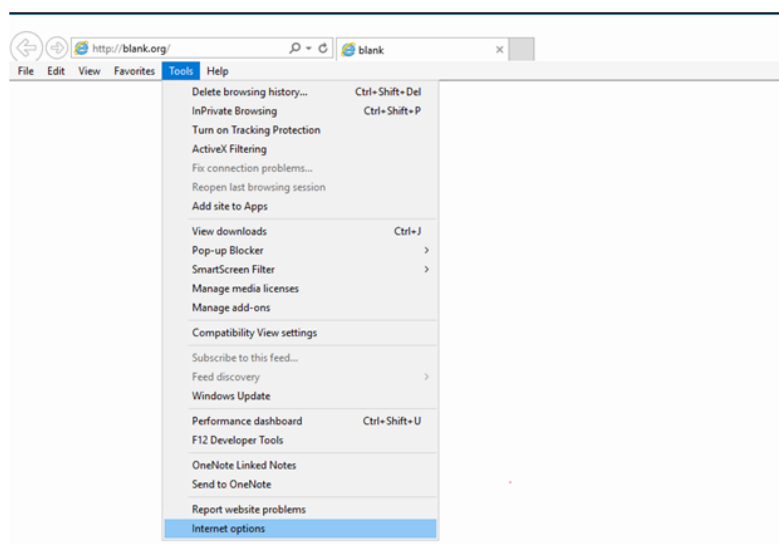 http://blank.org/ blank
File Edit View Favorites Tools Help
Delete browsing history... Ctrl+Shift+Del
InPrivate Browsing Ctrl+Shift+P
Turn on Tracking Protection
ActiveX Filtering
Fix connection problems...
Reopen last browsing session
Add site to Apps
View downloads Ctrl+J
Pop-up Blocker
SmartScreen Filter
Manage media licenses
Manage add-ons
Compatibility View settings
Subscribe to this feed...
Feed discovery
Windows Update
Performance dashboard Ctrl+Shift+U
F12 Developer Tools
OneNote Linked Notes
Send to OneNote
Report website problems
Internet options